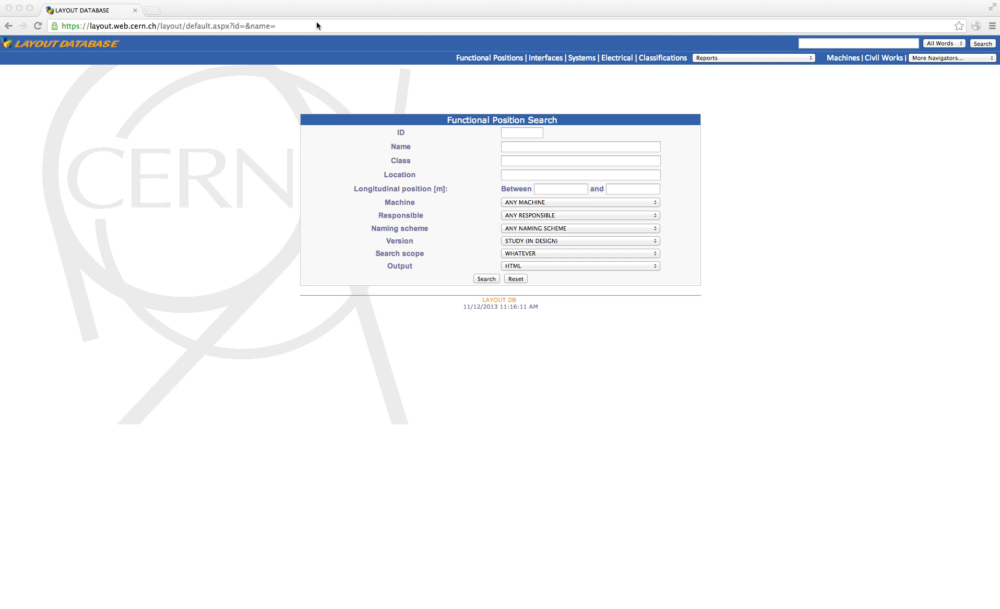 LAYOUT DATABASE
https://layout.web.cern.ch/layout/default.aspx?id=&name=
LAYOUT DATABASE
All Words Search
Functional Positions | Interfaces | Systems | Electrical | Classifications Reports Machines | Civil Works | More Navigators...
CERN
Functional Position Search
ID
Name
Class
Location
Longitudinal position [m]: Between and
Machine ANY MACHINE
Responsible ANY RESPONSIBLE
Naming scheme ANY NAMING SCHEME
Version STUDY (IN DESIGN)
Search scope WHATEVER
Output HTML
Search Reset
LAYOUT DB
11/12/2013 11:16:11 AM